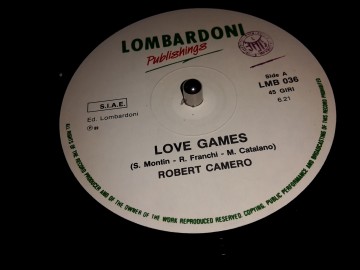 LOMBARDONI
Publishings
S.I.A.E.
Ed. Lombardoni
Side A
LMB 036
45 GIRI
6.21
LOVE GAMES
(S. Montin - R. Franchi - M. Catalano)
ROBERT CAMERO
ALL RIGHTS OF THE RECORD PRODUCER AND OF THE OWNER OF THE WORK REPRODUCED RESERVED. COPYING, PUBLIC PERFORMANCE AND BROADCASTING OF THIS RECORD PROHIBITED